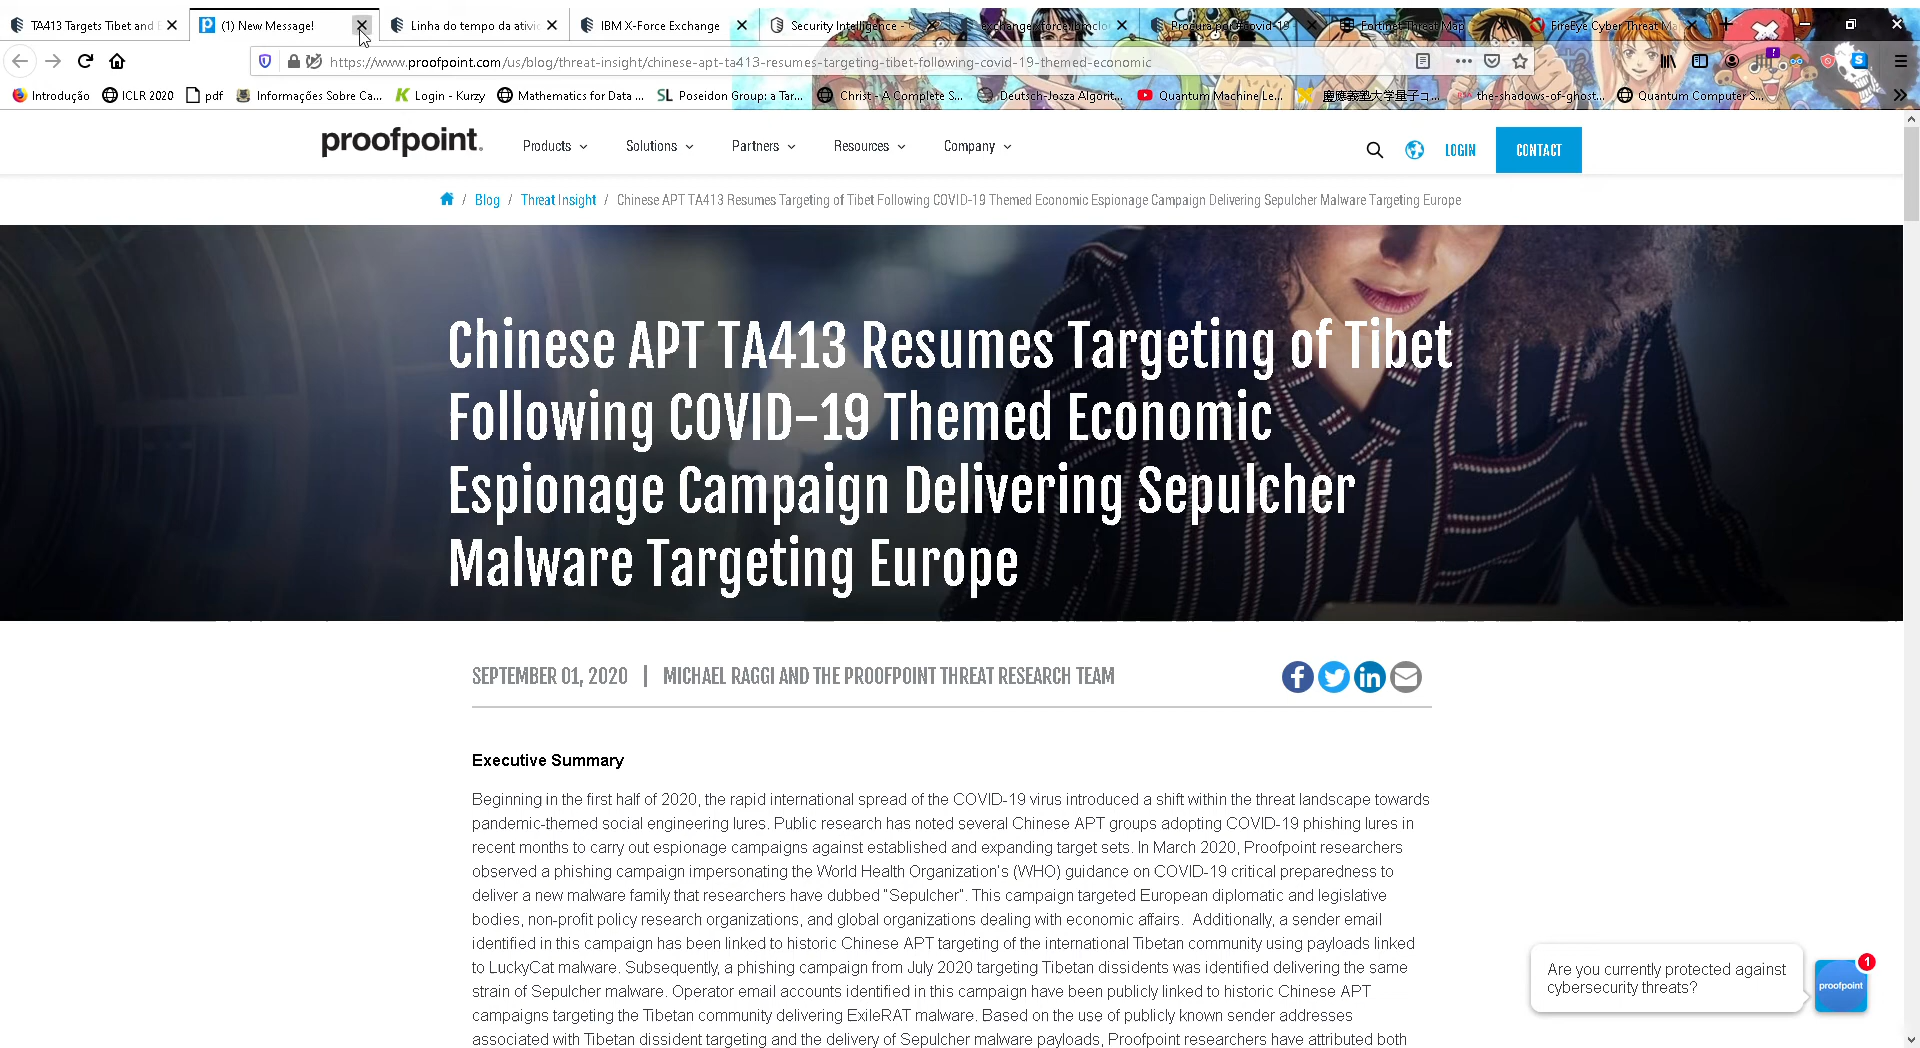 TA413 Targets Tibet and E
(1) New Message!
Linha do tempo da ativi
IBM X-Force Exchange
Security Intelligence -
exchange.xforce.ibmclo
Procura por #covid-19 -
Fortinet Threat Map
FireEye Cyber Threat Ma
https://www.proofpoint.com/us/blog/threat-insight/chinese-apt-ta413-resumes-targeting-tibet-following-covid-19-themed-economic
Introdução
ICLR 2020
pdf
Informações Sobre Ca...
Login - Kurzy
Mathematics for Data ...
SL Poseidon Group: a Tar...
Christ - A Complete S...
Deutsch-Josza Algorit...
Quantum Machine Le...
慶應義塾大学量子コ...
the-shadows-of-ghost...
Quantum Computer S...
proofpoint.
Products
Solutions
Partners
Resources
Company
LOGIN
CONTACT
/ Blog / Threat Insight / Chinese APT TA413 Resumes Targeting of Tibet Following COVID-19 Themed Economic Espionage Campaign Delivering Sepulcher Malware Targeting Europe
Chinese APT TA413 Resumes Targeting of Tibet
Following COVID-19 Themed Economic
Espionage Campaign Delivering Sepulcher
Malware Targeting Europe
SEPTEMBER 01, 2020 | MICHAEL RAGGI AND THE PROOFPOINT THREAT RESEARCH TEAM
Executive Summary
Beginning in the first half of 2020, the rapid international spread of the COVID-19 virus introduced a shift within the threat landscape towards
pandemic-themed social engineering lures. Public research has noted several Chinese APT groups adopting COVID-19 phishing lures in
recent months to carry out espionage campaigns against established and expanding target sets. In March 2020, Proofpoint researchers
observed a phishing campaign impersonating the World Health Organization's (WHO) guidance on COVID-19 critical preparedness to
deliver a new malware family that researchers have dubbed "Sepulcher". This campaign targeted European diplomatic and legislative
bodies, non-profit policy research organizations, and global organizations dealing with economic affairs. Additionally, a sender email
identified in this campaign has been linked to historic Chinese APT targeting of the international Tibetan community using payloads linked
to LuckyCat malware. Subsequently, a phishing campaign from July 2020 targeting Tibetan dissidents was identified delivering the same
strain of Sepulcher malware. Operator email accounts identified in this campaign have been publicly linked to historic Chinese APT
campaigns targeting the Tibetan community delivering ExileRAT malware. Based on the use of publicly known sender addresses
associated with Tibetan dissident targeting and the delivery of Sepulcher malware payloads, Proofpoint researchers have attributed both
Are you currently protected against
cybersecurity threats?
proofpoint
1